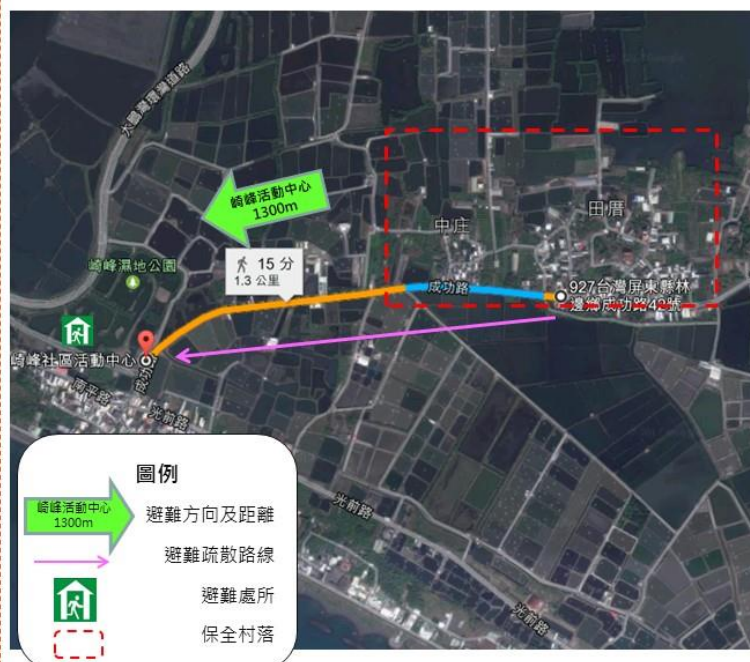 大鵬灣環灣道路
崎峰活動中心
1300m
中庄
田厝
崎峰濕地公園
15 分
1.3 公里
成功路
927台灣屏東縣林
邊鄉成功路42號
崎峰社區活動中心
成功路
南平路
光前路
光前路
光前路
圖例
崎峰活動中心
1300m
避難方向及距離
避難疏散路線
避難處所
保全村落